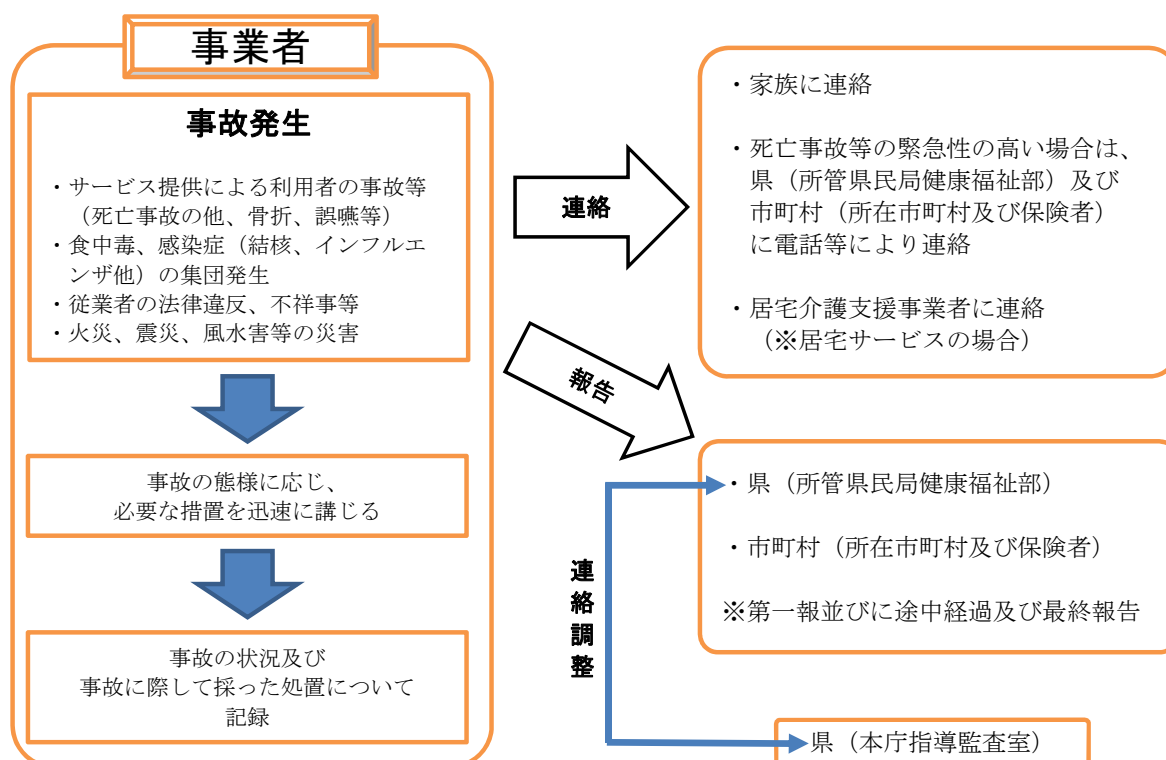 事業者
事故発生
・サービス提供による利用者の事故等
（死亡事故の他、骨折、誤嚥等）
・食中毒、感染症（結核、インフルエ
ンザ他）の集団発生
・従業者の法律違反、不祥事等
・火災、震災、風水害等の災害
事故の態様に応じ、
必要な措置を迅速に講じる
事故の状況及び
事故に際して採った処置について
記録
連絡
・家族に連絡
・死亡事故等の緊急性の高い場合は、
県（所管県民局健康福祉部）及び
市町村（所在市町村及び保険者）
に電話等により連絡
・居宅介護支援事業者に連絡
（※居宅サービスの場合）
報告
・県（所管県民局健康福祉部）
・市町村（所在市町村及び保険者）
※第一報並びに途中経過及び最終報告
連絡調整
・県（本庁指導監査室）